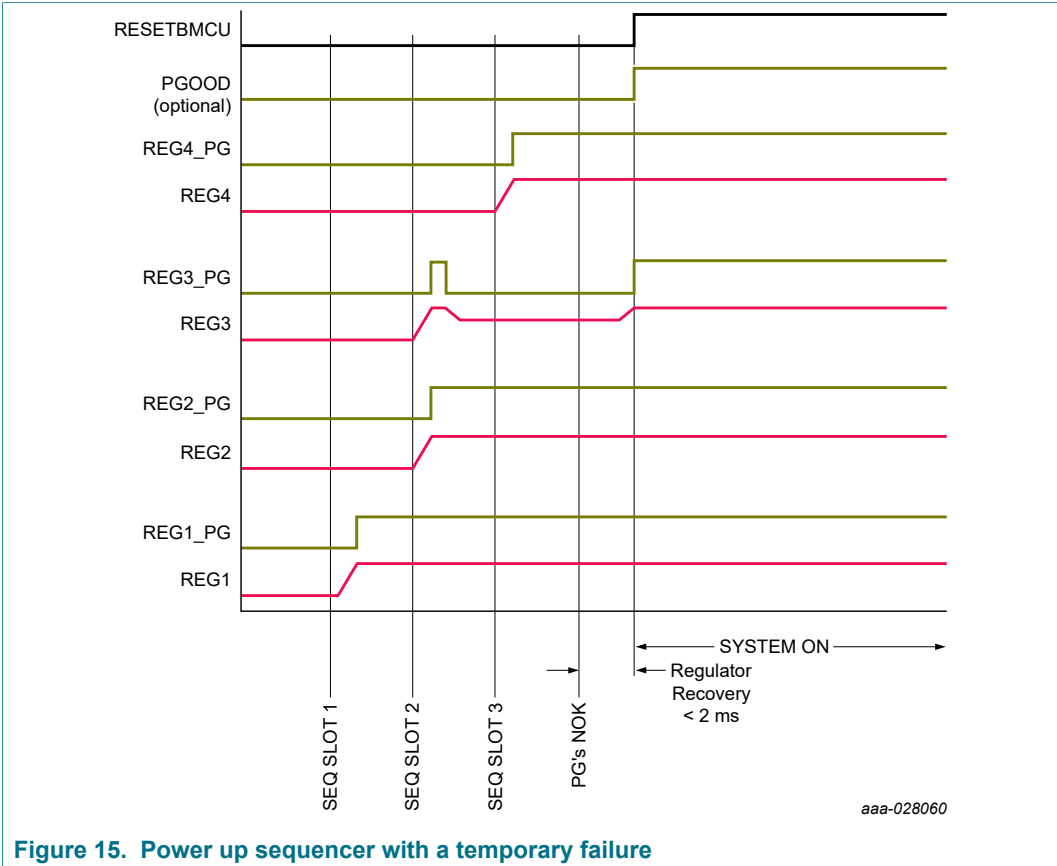 RESETBMCU
PGOOD
(optional)
REG4_PG
REG4
REG3_PG
REG3
REG2_PG
REG2
REG1_PG
REG1
SYSTEM ON
Regulator
Recovery
< 2 ms
SEQ SLOT 1
SEQ SLOT 2
SEQ SLOT 3
PG's NOK
aaa-028060
Figure 15. Power up sequencer with a temporary failure